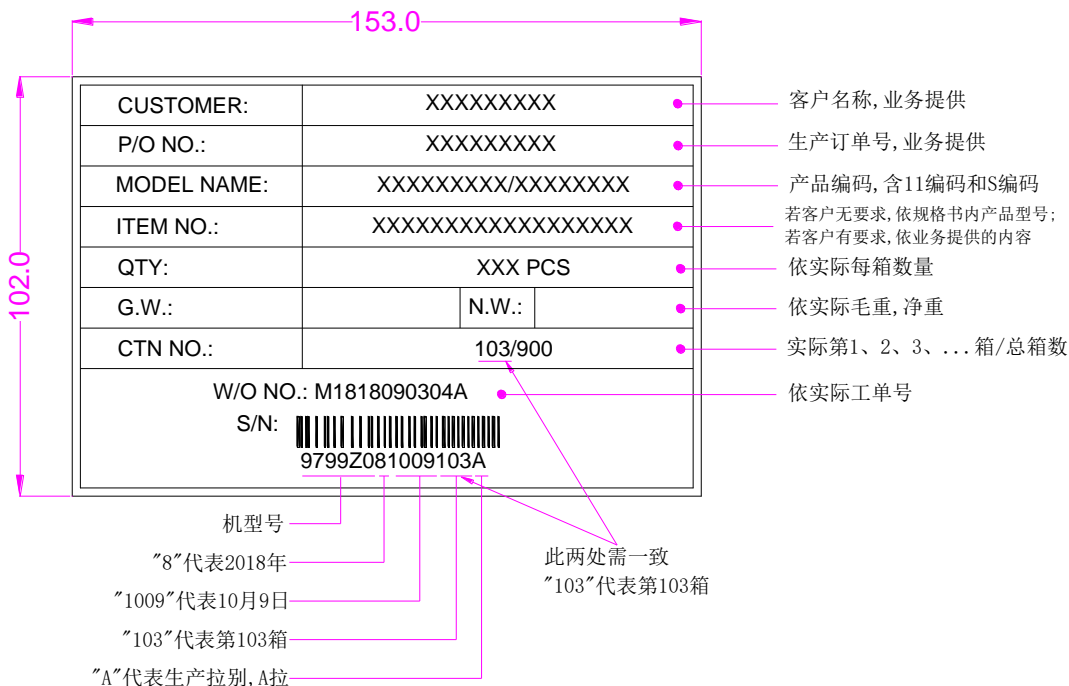 153.0
102.0
CUSTOMER: XXXXXXXXX 客户名称,业务提供
P/O NO.: XXXXXXXXX 生产订单号,业务提供
MODEL NAME: XXXXXXXXX/XXXXXXXX 产品编码,含11编码和S编码
ITEM NO.: XXXXXXXXXXXXXXXXXX 若客户无要求,依规格书内产品型号;
若客户有要求,依业务提供的内容
QTY: XXX PCS 依实际每箱数量
G.W.: N.W.: 依实际毛重,净重
CTN NO.: 103/900 实际第1、2、3、...箱/总箱数
W/O NO.: M1818090304A 依实际工单号
S/N:
9799Z081009103A
机型号
"8"代表2018年
"1009"代表10月9日
"103"代表第103箱
"A"代表生产拉别,A拉
此两处需一致
"103"代表第103箱